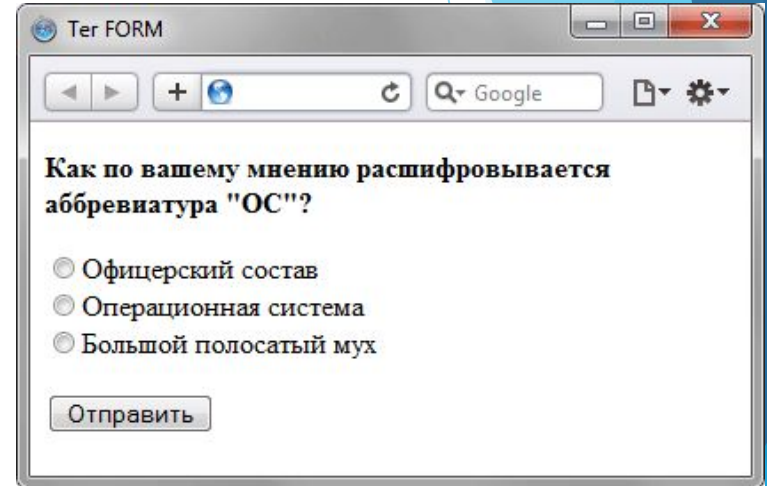 Тег FORM
Google
Как по вашему мнению расшифровывается
аббревиатура "ОС"?
Офицерский состав
Операционная система
Большой полосатый мух
Отправить